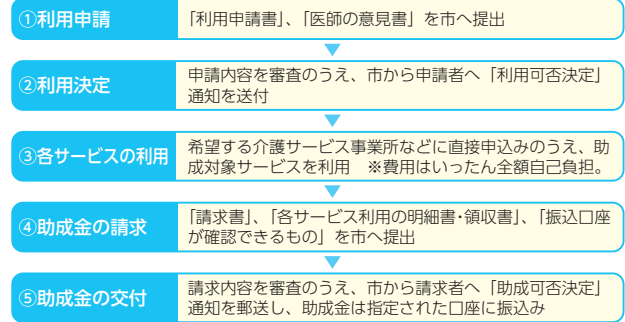 ①利用申請
「利用申請書」、「医師の意見書」を市へ提出
②利用決定
申請内容を審査のうえ、市から申請者へ「利用可否決定」
通知を送付
③各サービスの利用
希望する介護サービス事業所などに直接申込みのうえ、助
成対象サービスを利用　※費用はいったん全額自己負担。
④助成金の請求
「請求書」、「各サービス利用の明細書・領収書」、「振込口座
が確認できるもの」を市へ提出
⑤助成金の交付
請求内容を審査のうえ、市から請求者へ「助成可否決定」
通知を郵送し、助成金は指定された口座に振込み